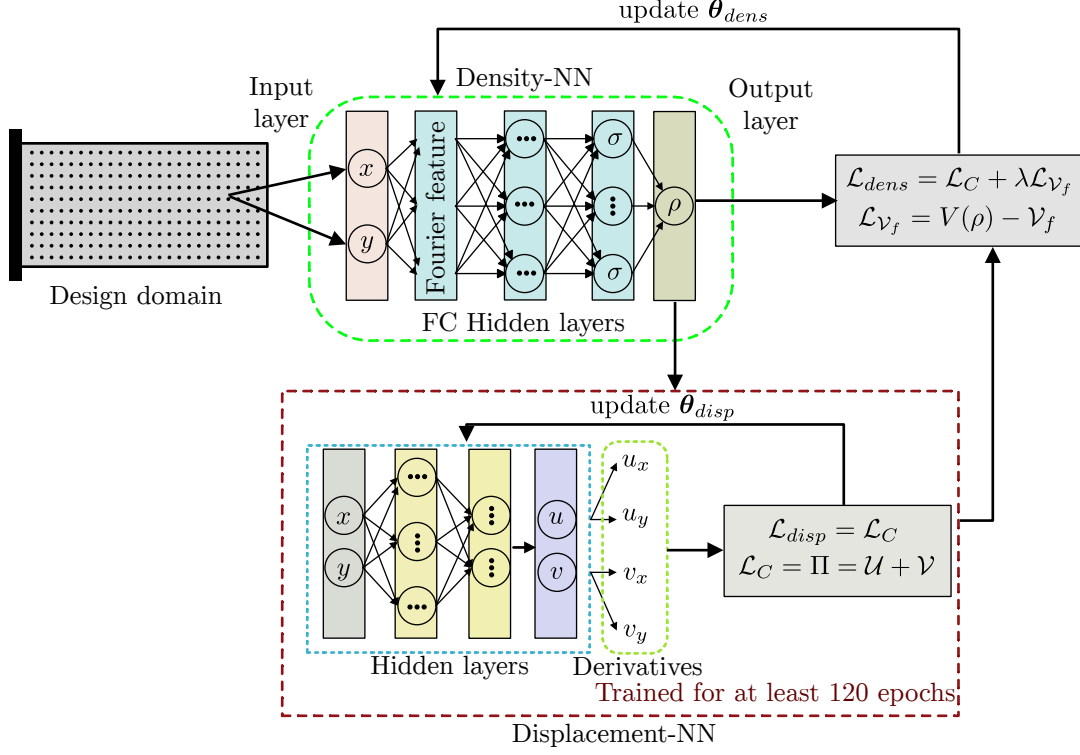 update θ_dens
Density-NN
Input
layer
Output
layer
x
y
Fourier feature
•••
•••
•••
σ
•••
σ
ρ
ℒ_dens = ℒ_C + λℒ_𝒱_f
ℒ_𝒱_f = V(ρ) − 𝒱_f
Design domain
FC Hidden layers
update θ_disp
x
y
•••
•••
•••
•••
•••
u
v
u_x
u_y
v_x
v_y
ℒ_disp = ℒ_C
ℒ_C = Π = 𝒰 + 𝒱
Hidden layers
Derivatives
Trained for at least 120 epochs
Displacement-NN